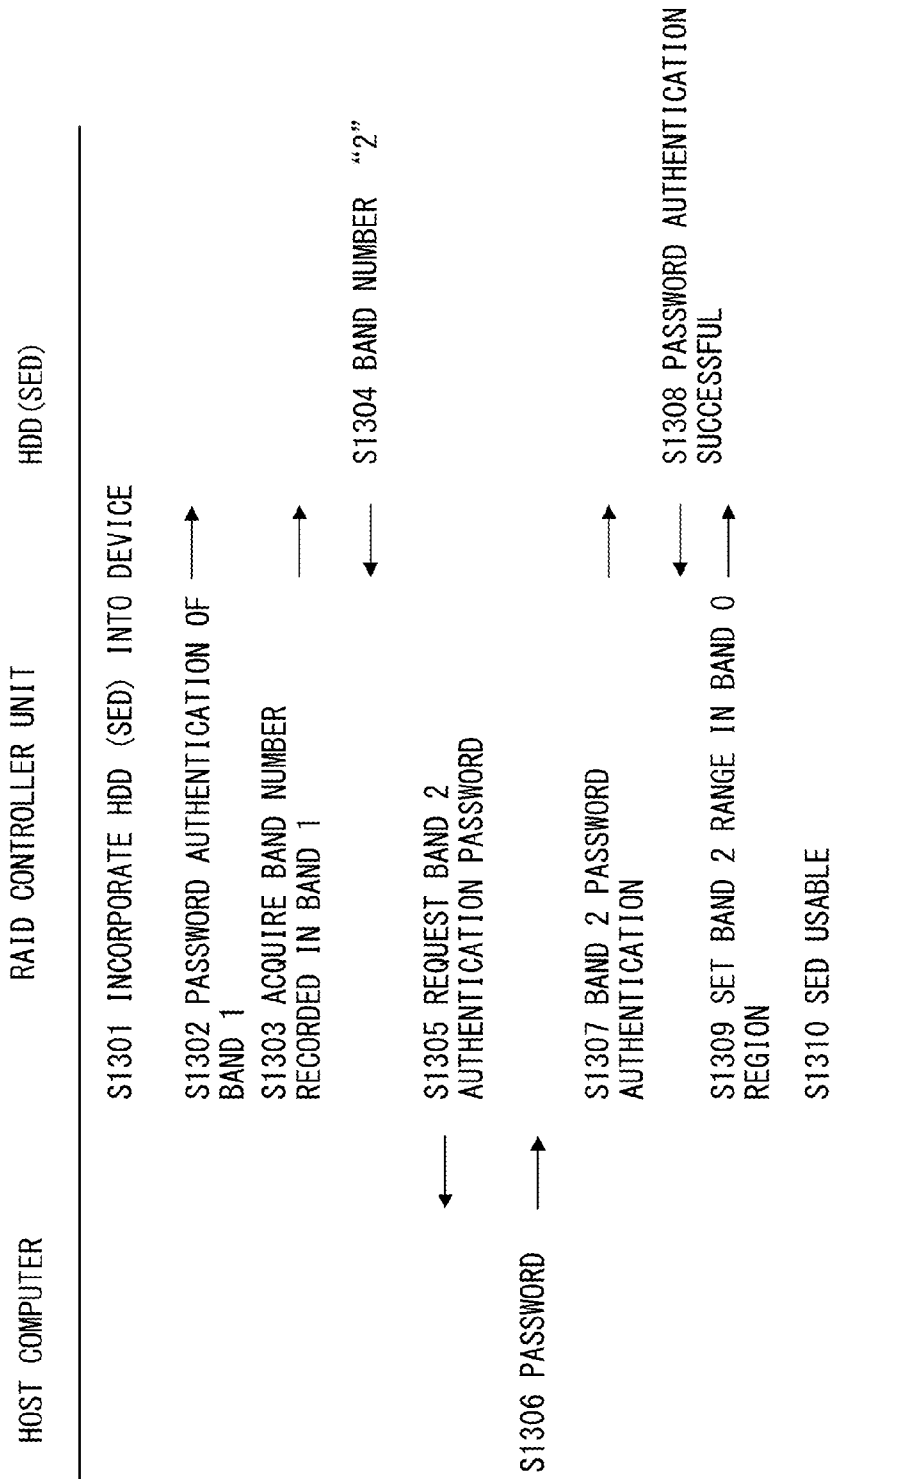 HOST COMPUTER
RAID CONTROLLER UNIT
HDD(SED)
S1301 INCORPORATE HDD (SED) INTO DEVICE
S1302 PASSWORD AUTHENTICATION OF
BAND 1
S1303 ACQUIRE BAND NUMBER
RECORDED IN BAND 1
S1304 BAND NUMBER “2”
S1305 REQUEST BAND 2
AUTHENTICATION PASSWORD
S1306 PASSWORD
S1307 BAND 2 PASSWORD
AUTHENTICATION
S1308 PASSWORD AUTHENTICATION
SUCCESSFUL
S1309 SET BAND 2 RANGE IN BAND 0
REGION
S1310 SED USABLE